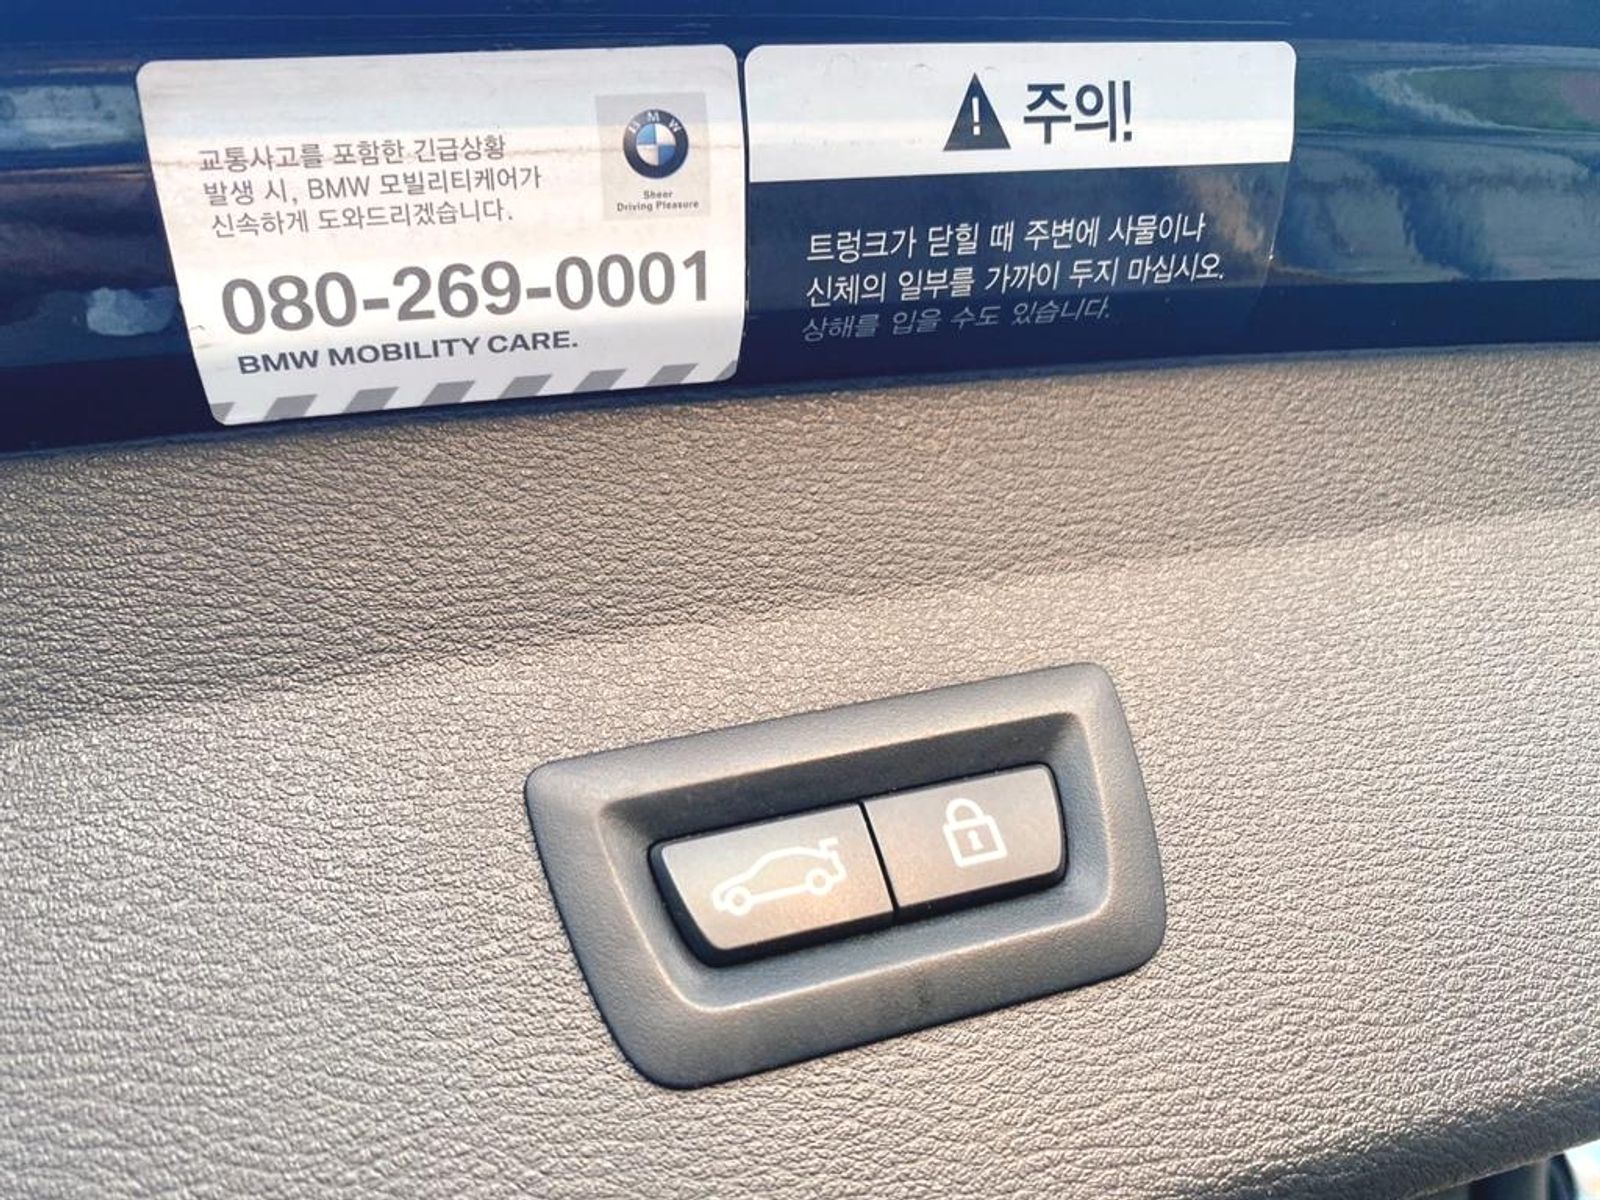 교통사고를 포함한 긴급상황
발생 시, BMW 모빌리티케어가
신속하게 도와드리겠습니다.
BMW
Sheer
Driving Pleasure
080-269-0001
BMW MOBILITY CARE.
주의!
트렁크가 닫힐 때 주변에 사물이나
신체의 일부를 가까이 두지 마십시오.
상해를 입을 수도 있습니다.